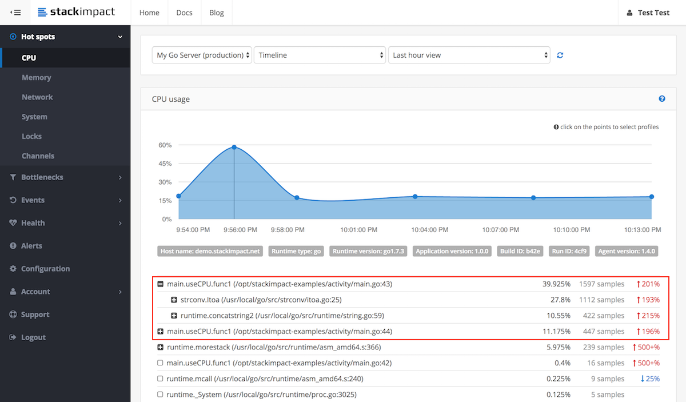 stackimpact
Home
Docs
Blog
Test Test
Hot spots
CPU
Memory
Network
System
Locks
Channels
Bottlenecks
Events
Health
Alerts
Configuration
Account
Support
Logout
My Go Server (production)
Timeline
Last hour view
CPU usage
click on the points to select profiles
60%
45%
30%
15%
0%
9:54:00 PM
9:56:00 PM
9:58:00 PM
10:01:00 PM
10:04:00 PM
10:07:00 PM
10:10:00 PM
10:13:00 PM
Host name: demo.stackimpact.net
Runtime type: go
Runtime version: go1.7.3
Application version: 1.0.0
Build ID: b42e
Run ID: 4cf9
Agent version: 1.4.0
main.useCPU.func1 (/opt/stackimpact-examples/activity/main.go:43) 39.925% 1597 samples 201%
strconv.Itoa (/usr/local/go/src/strconv/itoa.go:25) 27.8% 1112 samples 193%
runtime.concatstring2 (/usr/local/go/src/runtime/string.go:59) 10.55% 422 samples 215%
main.useCPU.func1 (/opt/stackimpact-examples/activity/main.go:44) 11.175% 447 samples 196%
runtime.morestack (/usr/local/go/src/runtime/asm_amd64.s:366) 5.975% 239 samples 500+%
main.useCPU.func1 (/opt/stackimpact-examples/activity/main.go:42) 0.4% 16 samples 500+%
runtime.mcall (/usr/local/go/src/runtime/asm_amd64.s:240) 0.225% 9 samples 25%
runtime._System (/usr/local/go/src/runtime/proc.go:3025) 0.125% 5 samples